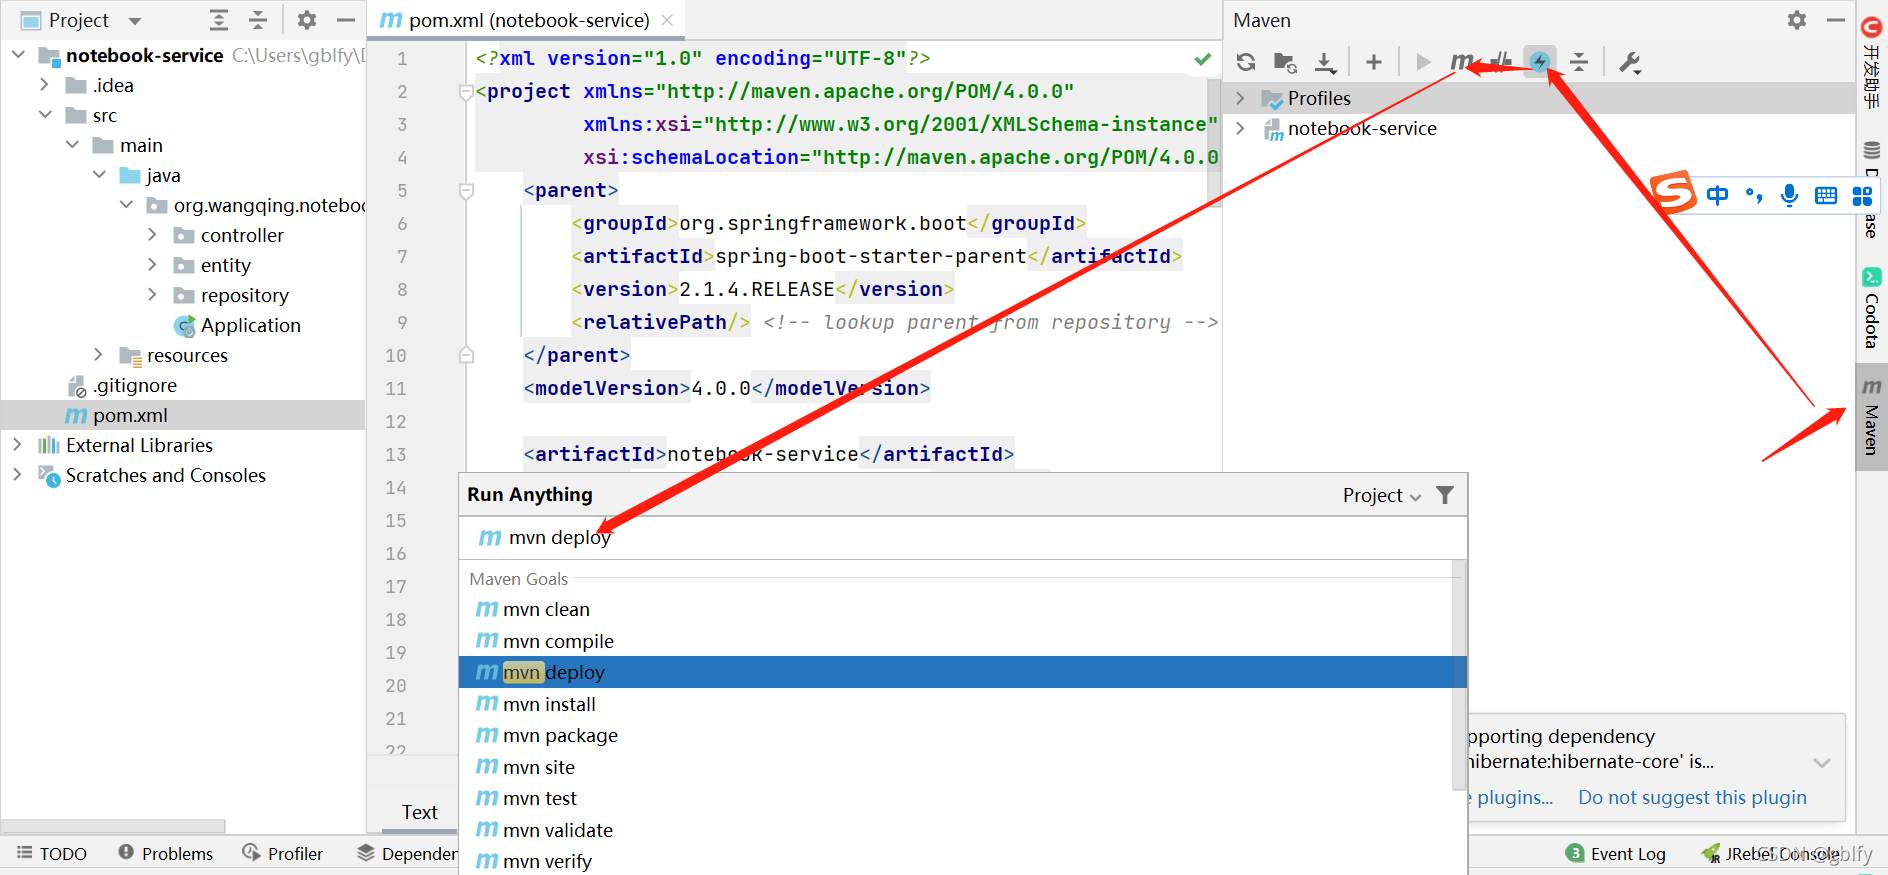 Project
notebook-service C:\Users\gblfy\
.idea
src
main
java
org.wangqing.noteboo
controller
entity
repository
Application
resources
.gitignore
pom.xml
External Libraries
Scratches and Consoles
pom.xml (notebook-service)
1 <?xml version="1.0" encoding="UTF-8"?>
2 <project xmlns="http://maven.apache.org/POM/4.0.0"
3 xmlns:xsi="http://www.w3.org/2001/XMLSchema-instance"
4 xsi:schemaLocation="http://maven.apache.org/POM/4.0.0
5 <parent>
6 <groupId>org.springframework.boot</groupId>
7 <artifactId>spring-boot-starter-parent</artifactId>
8 <version>2.1.4.RELEASE</version>
9 <relativePath/> <!-- lookup parent from repository -->
10 </parent>
11 <modelVersion>4.0.0</modelVersion>
12
13 <artifactId>notebook-service</artifactId>
14
15
16
17
18
19
20
21
22
Text
Run Anything Project
mvn deploy
Maven Goals
mvn clean
mvn compile
mvn deploy
mvn install
mvn package
mvn site
mvn test
mvn validate
mvn verify
Maven
Profiles
notebook-service
中
开发助手
Codota
Maven
pporting dependency
hibernate:hibernate-core' is...
plugins... Do not suggest this plugin
TODO Problems Profiler Dependen
3 Event Log JRebel Console
CSDN @gblfy